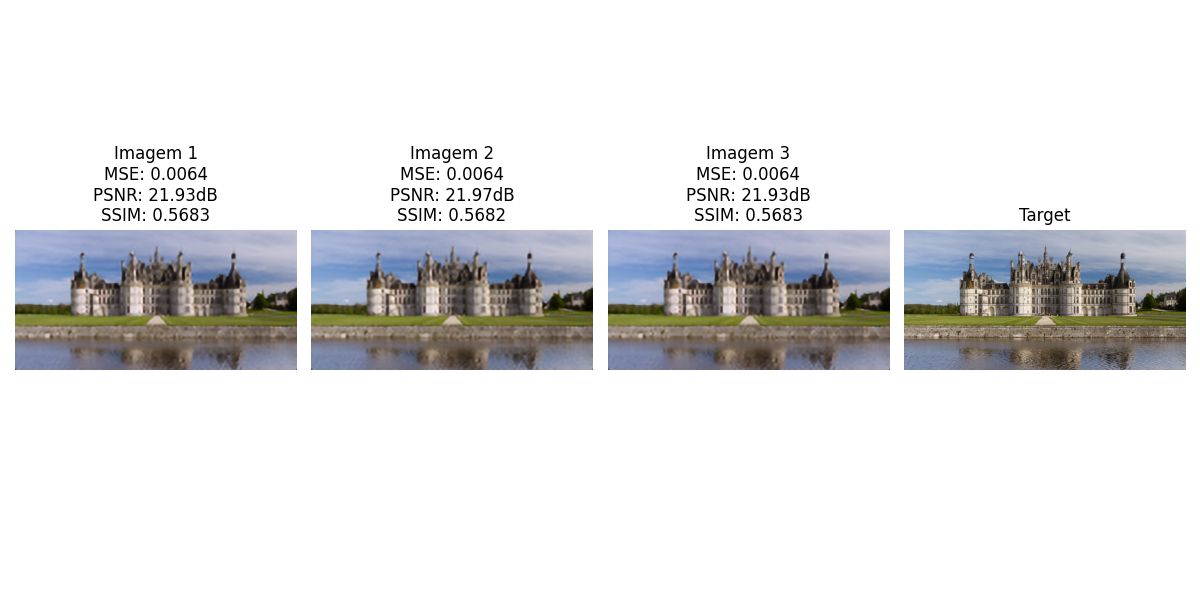 Imagem 1
MSE: 0.0064
PSNR: 21.93dB
SSIM: 0.5683
Imagem 2
MSE: 0.0064
PSNR: 21.97dB
SSIM: 0.5682
Imagem 3
MSE: 0.0064
PSNR: 21.93dB
SSIM: 0.5683
Target